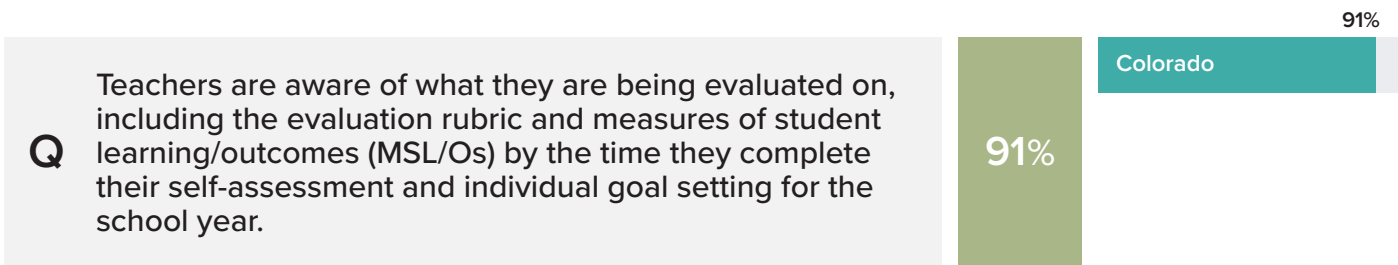 91%
Colorado
Q
Teachers are aware of what they are being evaluated on,
including the evaluation rubric and measures of student
learning/outcomes (MSL/Os) by the time they complete
their self-assessment and individual goal setting for the
school year.
91%